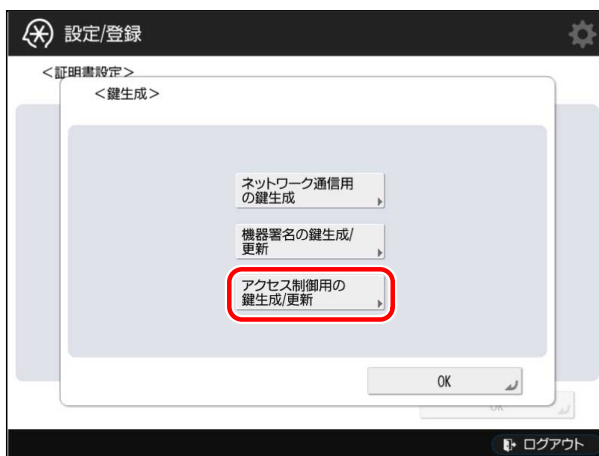 設定/登録
＜証明書設定＞
＜鍵生成＞
ネットワーク通信用
の鍵生成
機器署名の鍵生成/
更新
アクセス制御用の
鍵生成/更新
OK
OK
ログアウト